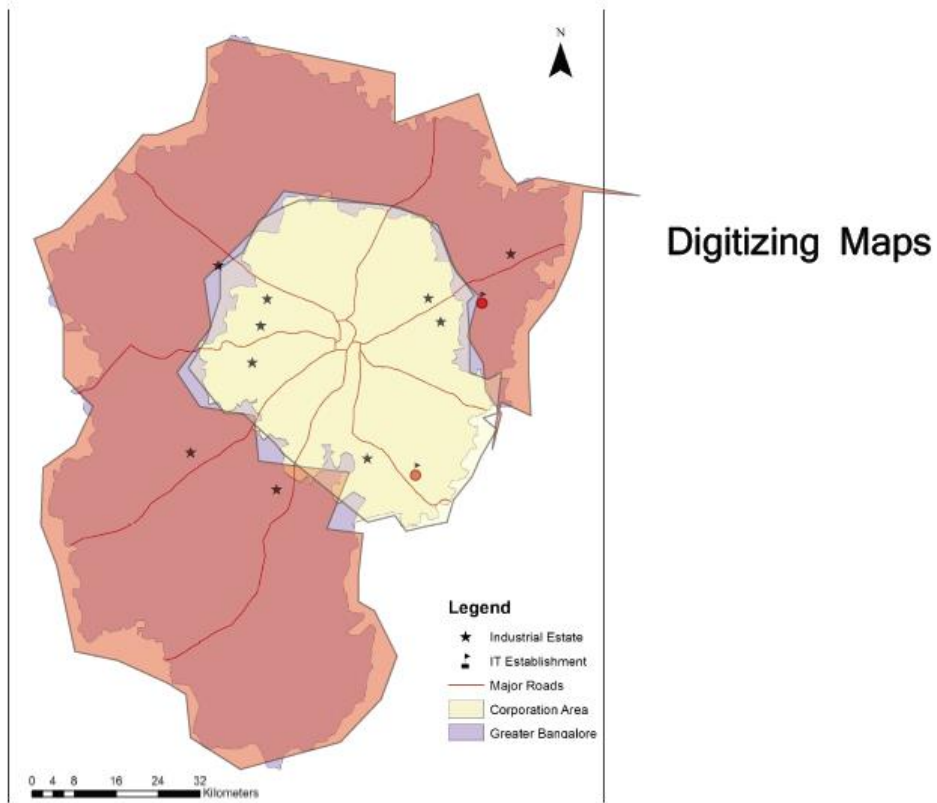 N
Digitizing Maps
Legend
Industrial Estate
IT Establishment
Major Roads
Corporation Area
Greater Bangalore
0 4 8 16 24 32
Kilometers